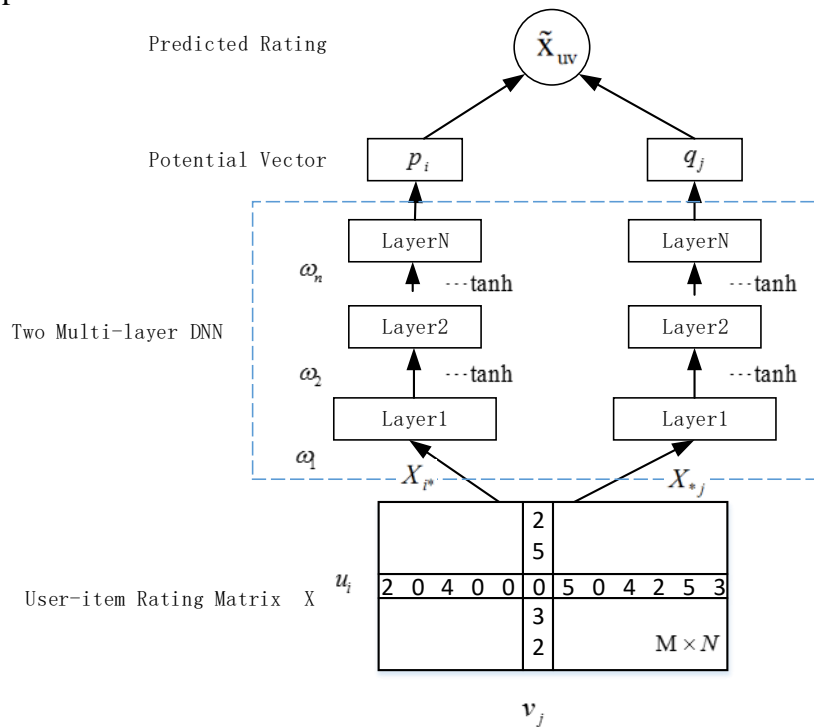 Predicted Rating
X̃uv
Potential Vector
pi
qj
LayerN
LayerN
ωn
···tanh
···tanh
Two Multi-layer DNN
Layer2
Layer2
ω2
···tanh
···tanh
Layer1
Layer1
ω1
Xi*
X*j
2
5
User-item Rating Matrix X
ui
2 0 4 0 0 0 5 0 4 2 5 3
3
2
M × N
vj